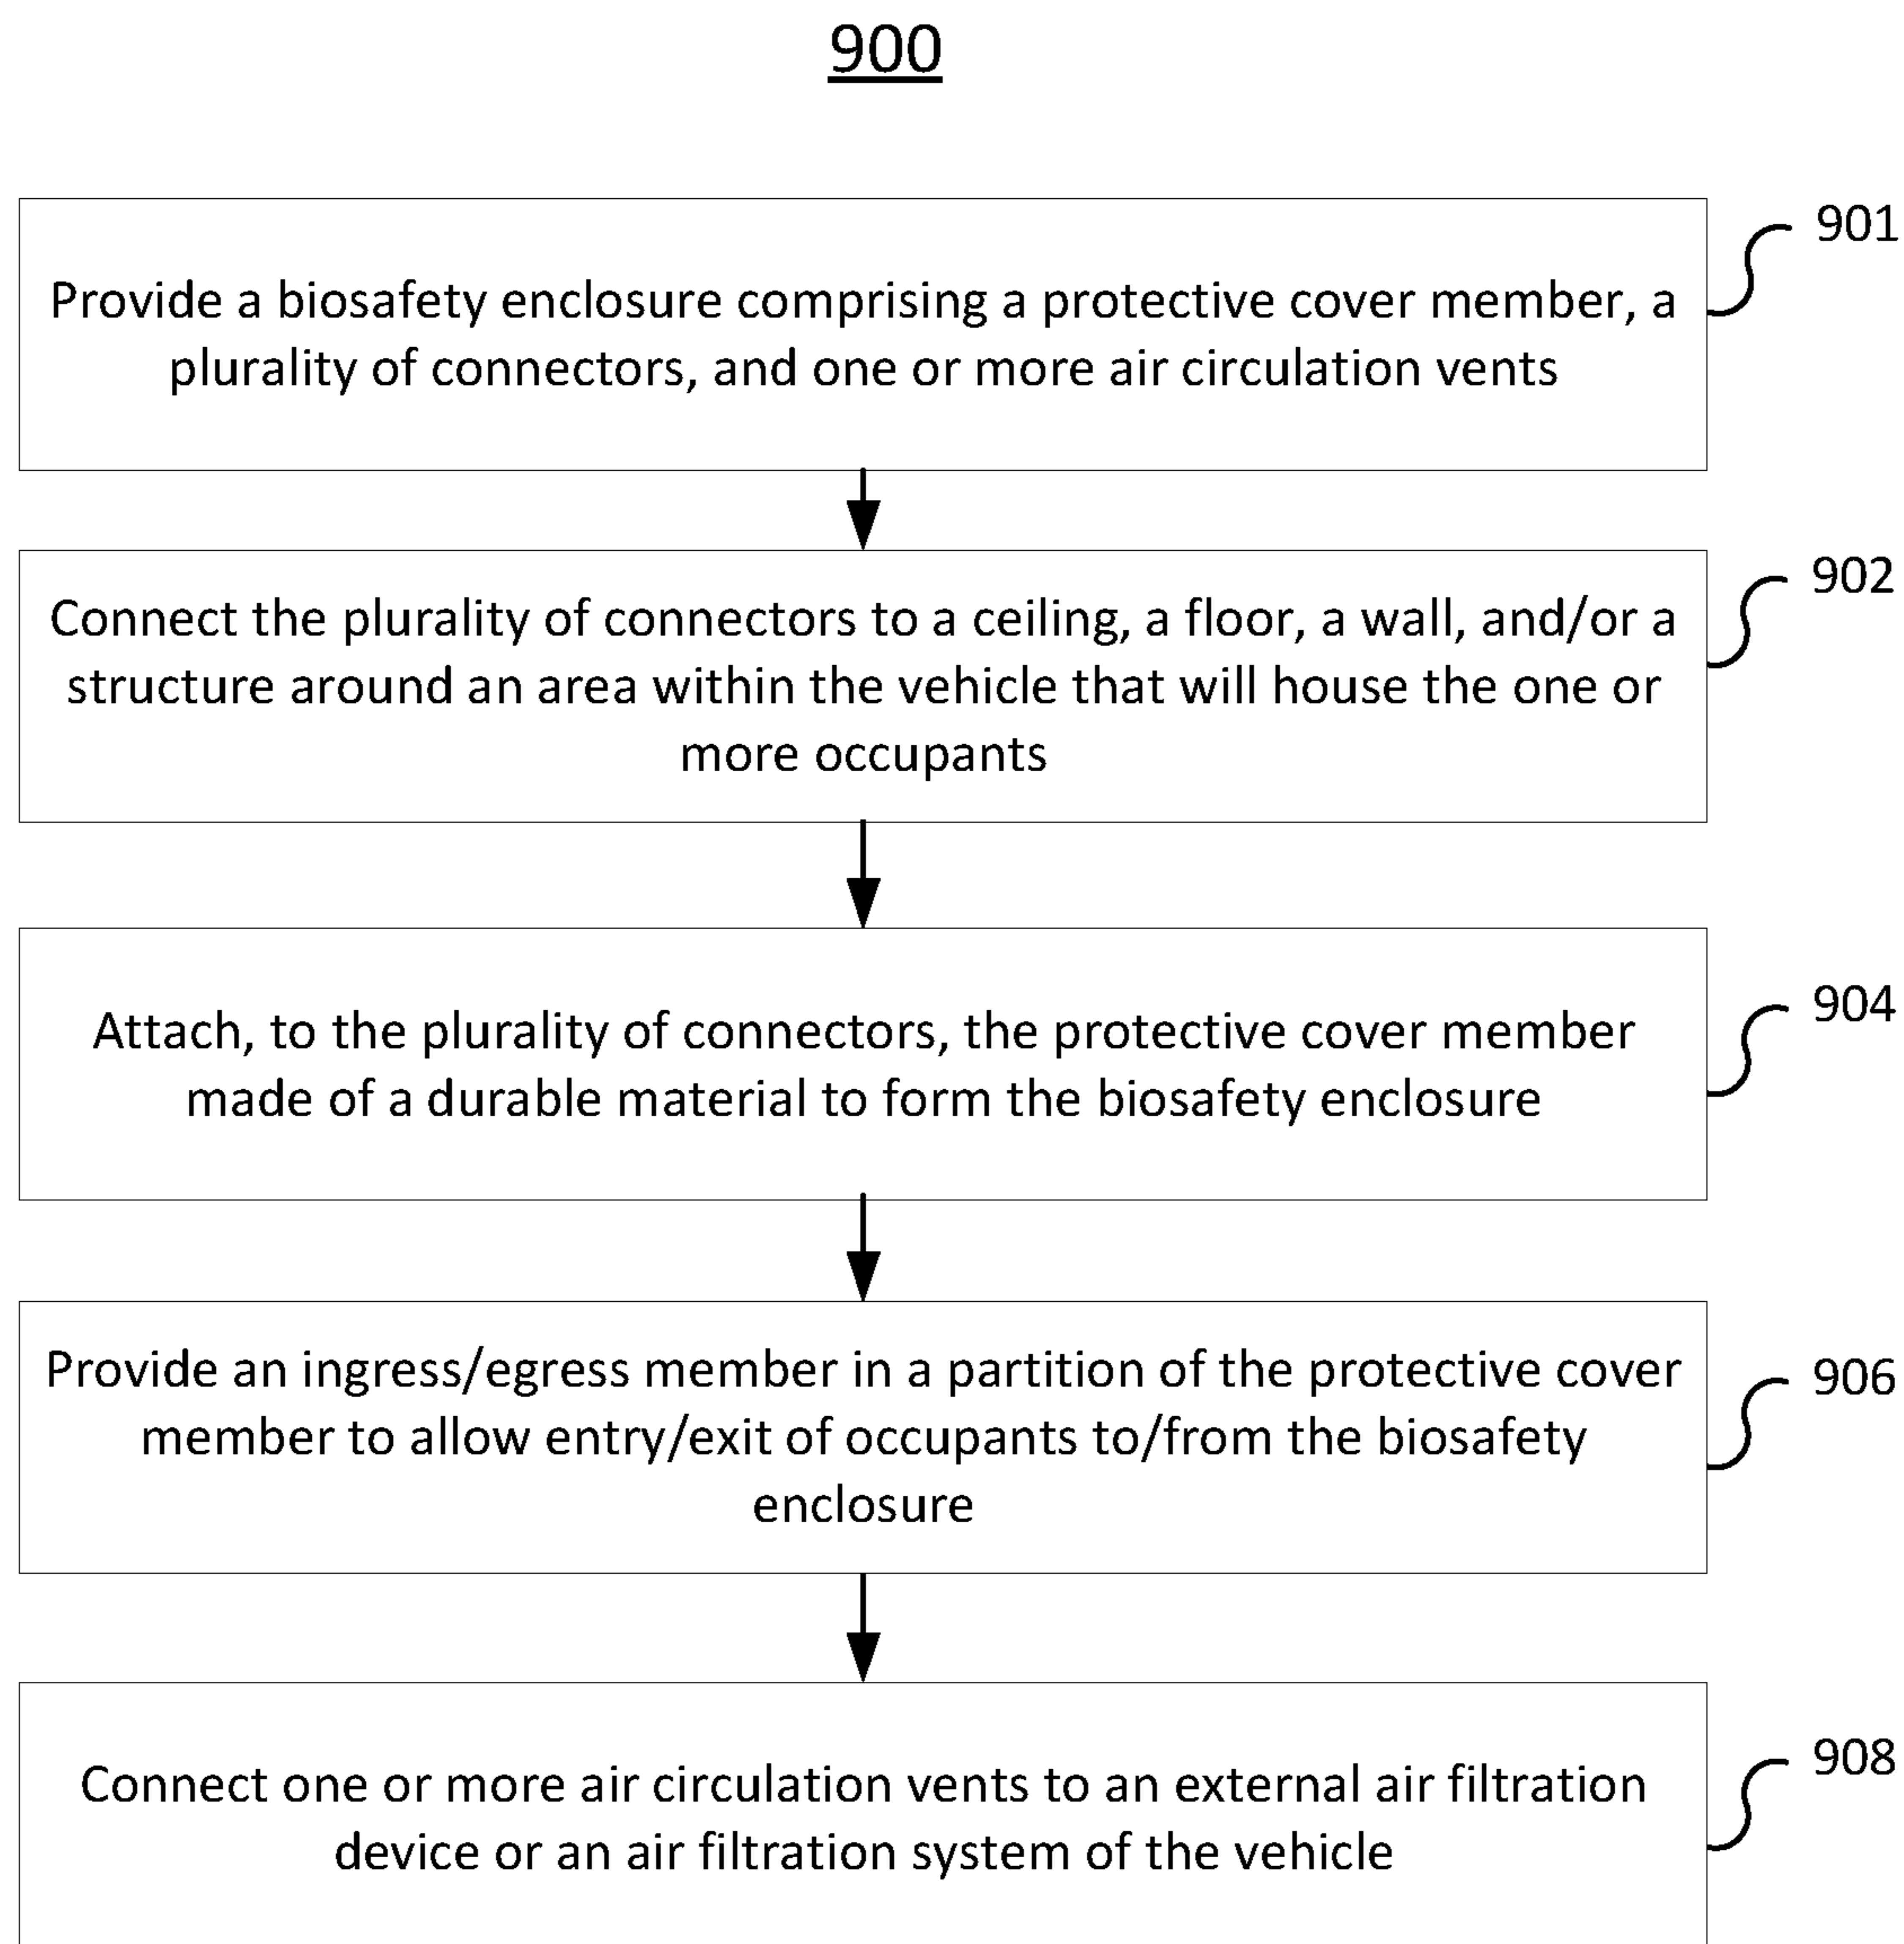 900
901
Provide a biosafety enclosure comprising a protective cover member, a
plurality of connectors, and one or more air circulation vents
902
Connect the plurality of connectors to a ceiling, a floor, a wall, and/or a
structure around an area within the vehicle that will house the one or
more occupants
904
Attach, to the plurality of connectors, the protective cover member
made of a durable material to form the biosafety enclosure
906
Provide an ingress/egress member in a partition of the protective cover
member to allow entry/exit of occupants to/from the biosafety
enclosure
908
Connect one or more air circulation vents to an external air filtration
device or an air filtration system of the vehicle